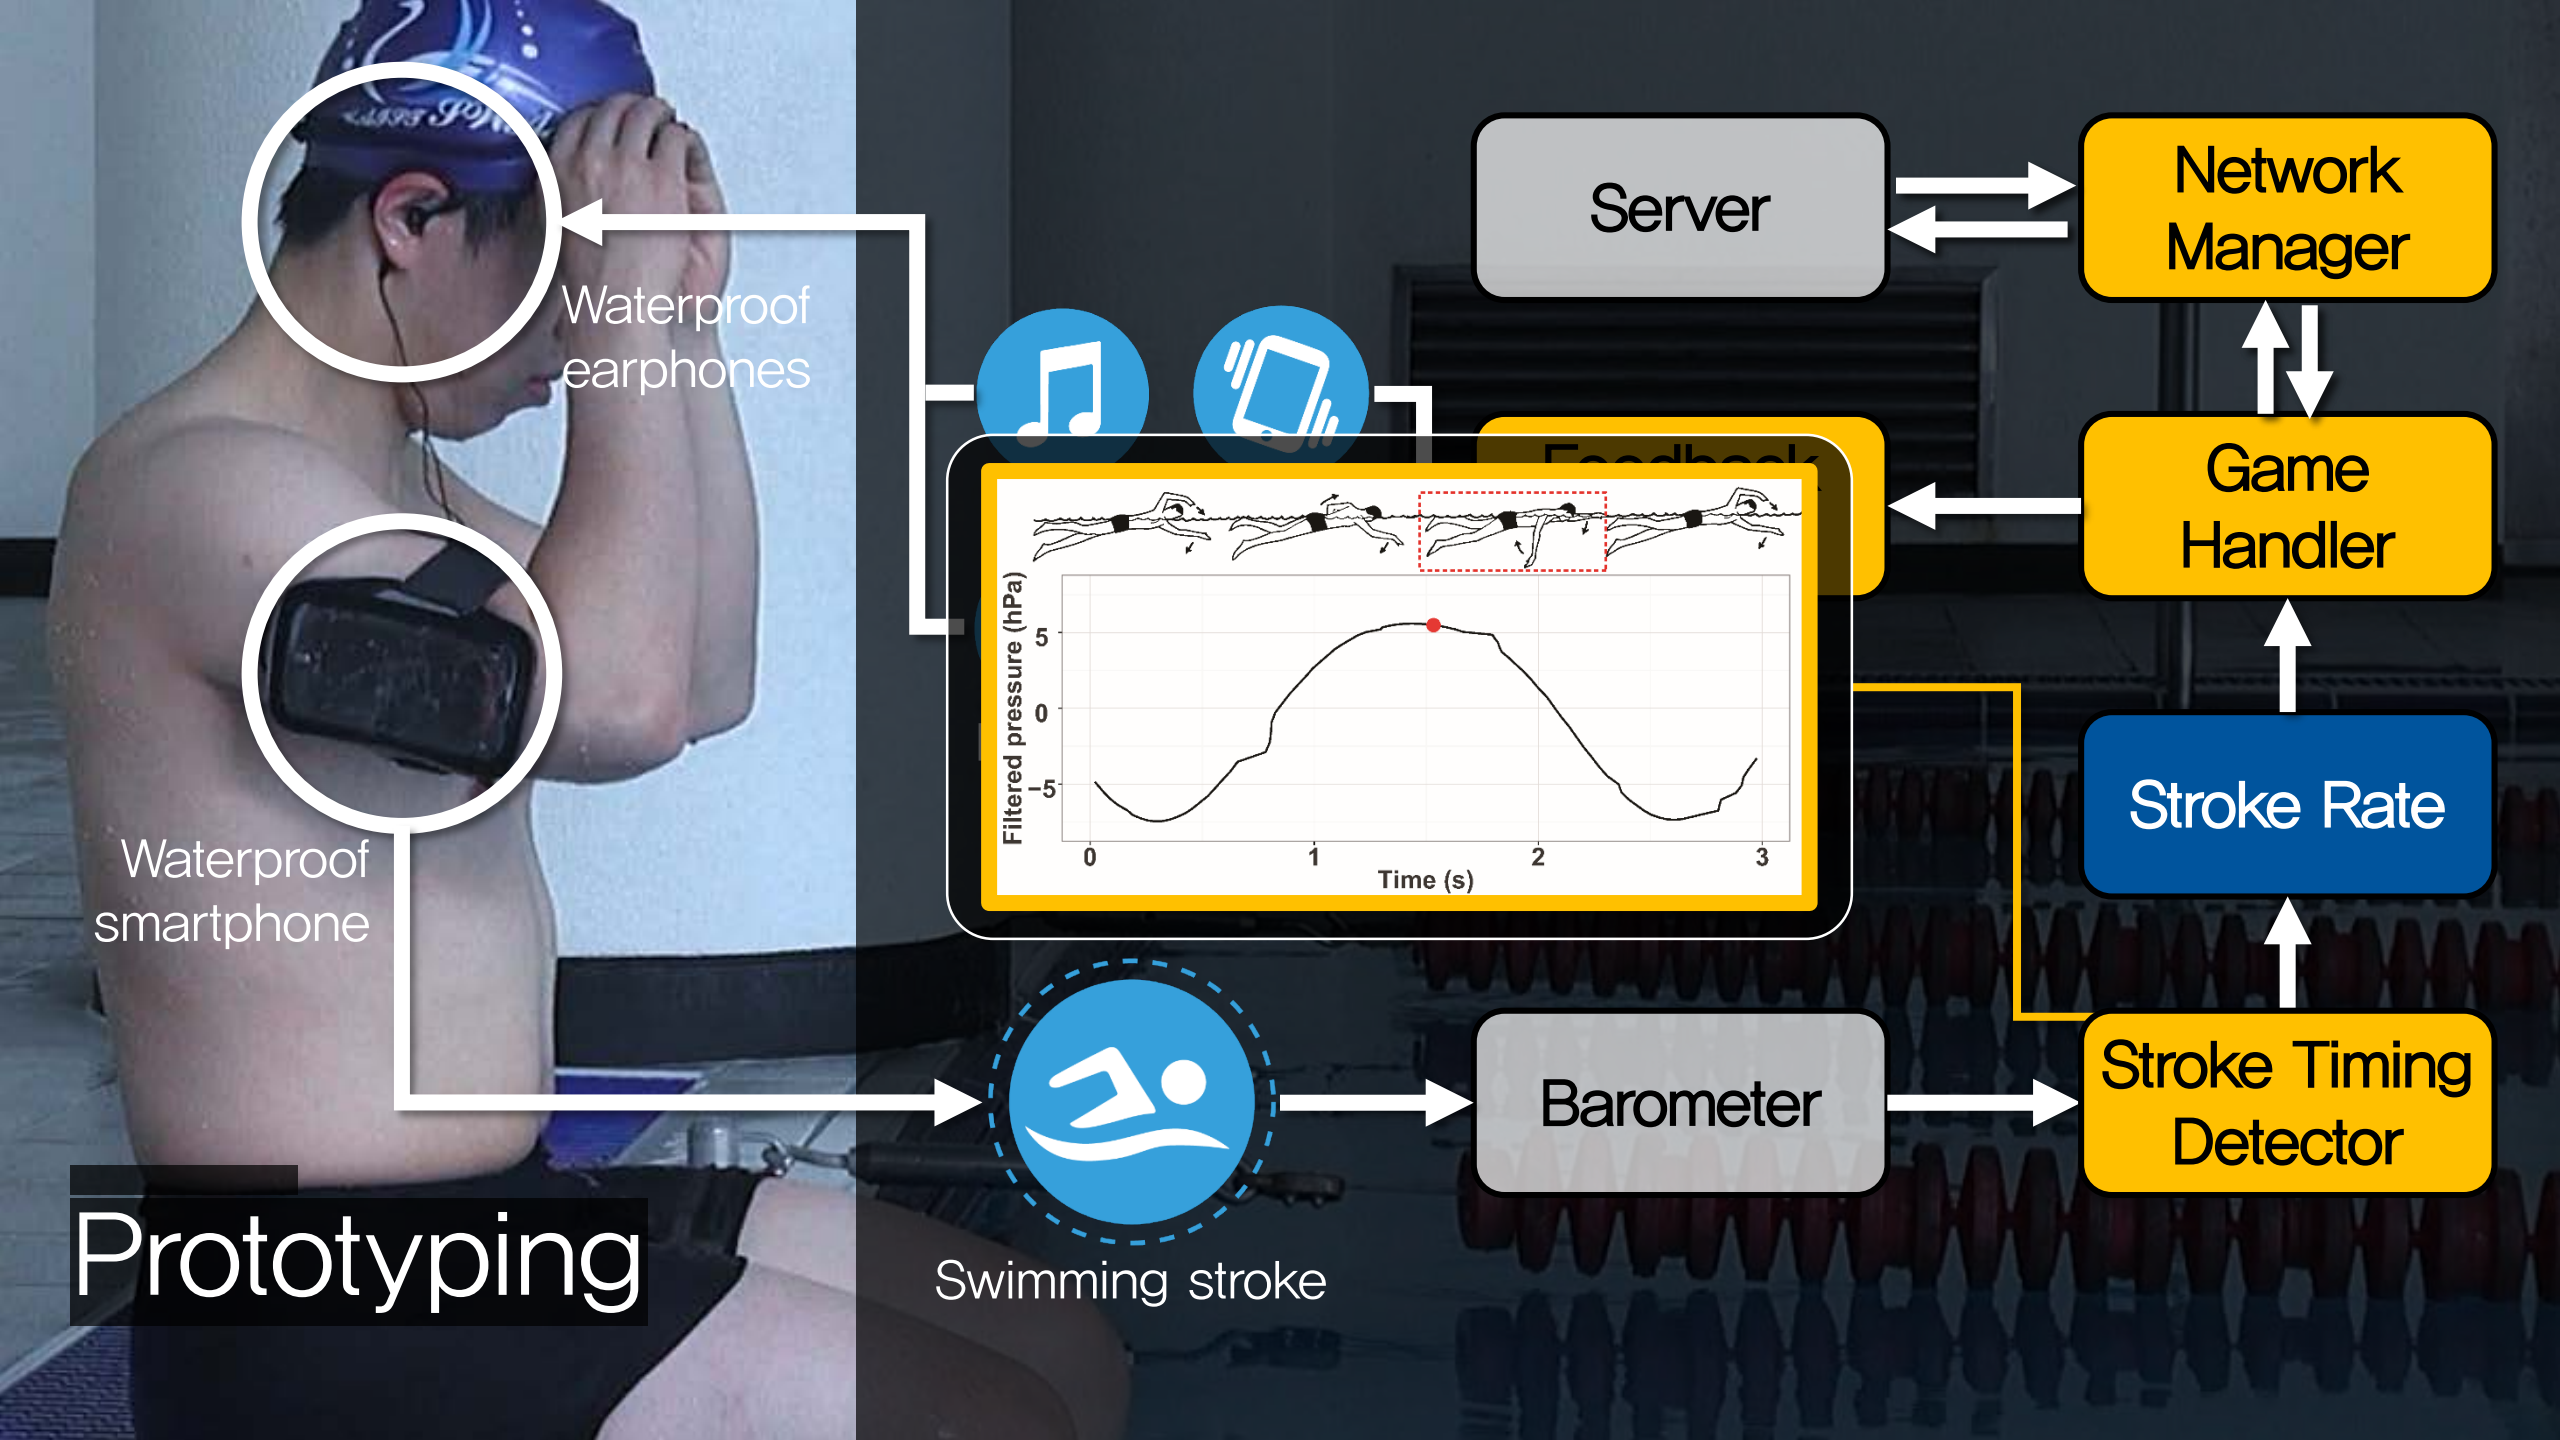 Waterproof
earphones
Waterproof
smartphone
Prototyping
Server
Network
Manager
Feedback
Game
Handler
Filtered pressure (hPa)
5
0
−5
0
1
2
3
Time (s)
Stroke Rate
Swimming stroke
Barometer
Stroke Timing
Detector